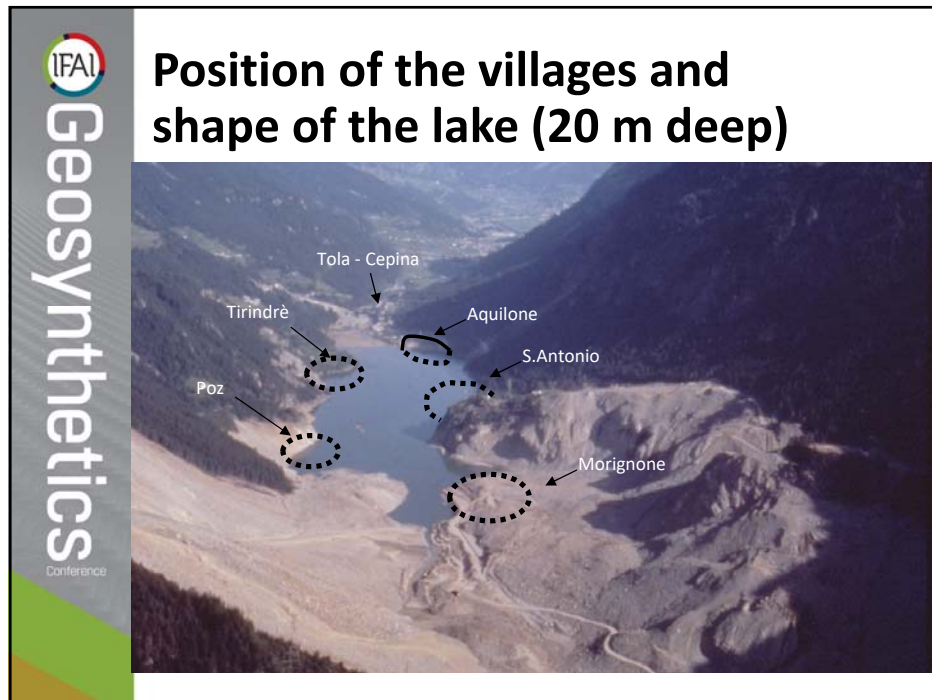 IFAI
Geosynthetics
Conference
Position of the villages and
shape of the lake (20 m deep)
Tola - Cepina
Tirindrè
Aquilone
S.Antonio
Poz
Morignone